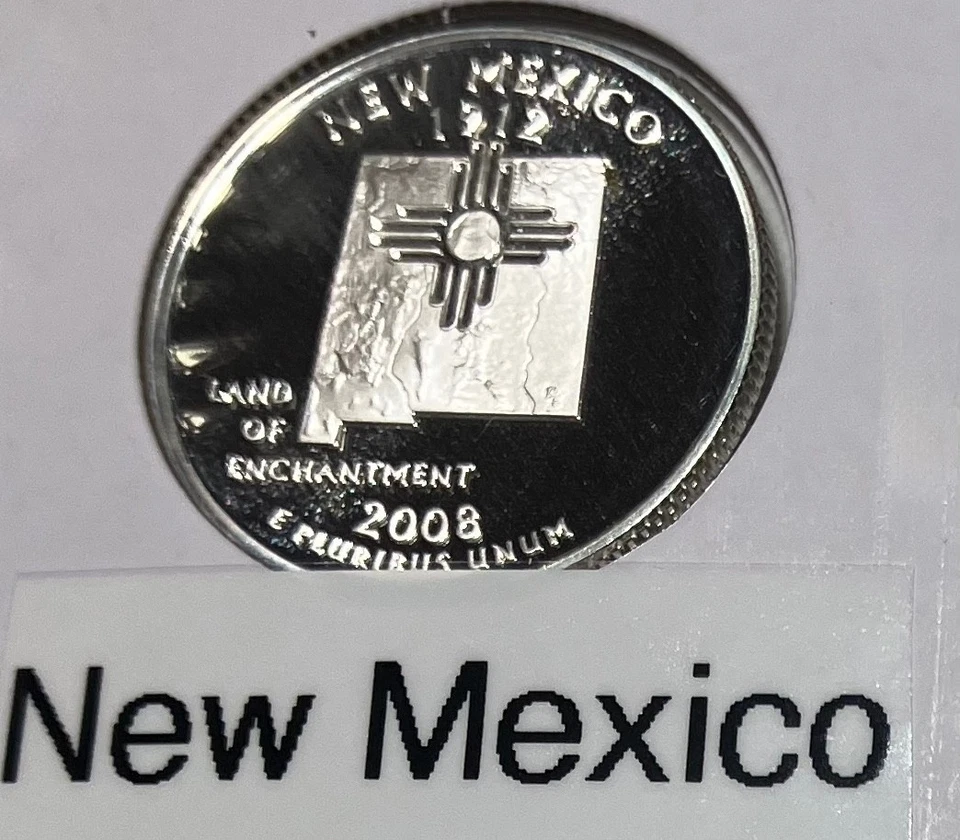 NEW MEXICO
1912
LAND
OF
ENCHANTMENT
2008
E PLURIBUS UNUM
New Mexico